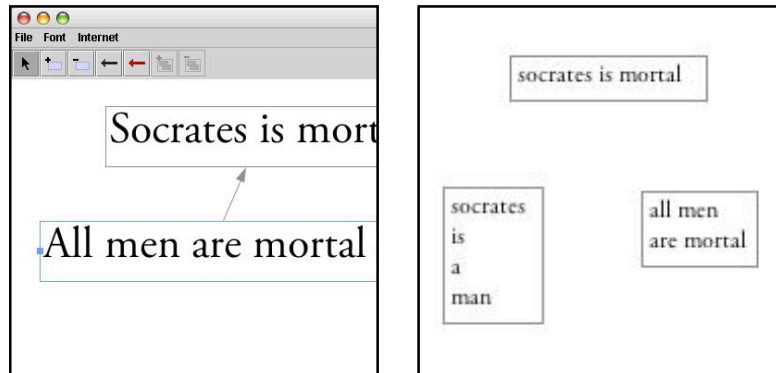 File Font Internet
Socrates is mort
All men are mortal
socrates is mortal
socrates
is
a
man
all men
are mortal